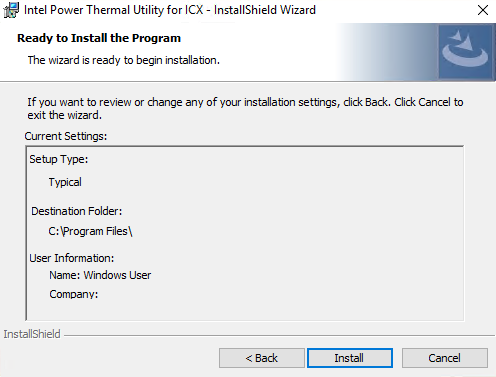 Intel Power Thermal Utility for ICX - InstallShield Wizard
Ready to Install the Program
The wizard is ready to begin installation.
If you want to review or change any of your installation settings, click Back. Click Cancel to
exit the wizard.
Current Settings:
Setup Type:
Typical
Destination Folder:
C:\Program Files\
User Information:
Name: Windows User
Company:
InstallShield
< Back
Install
Cancel